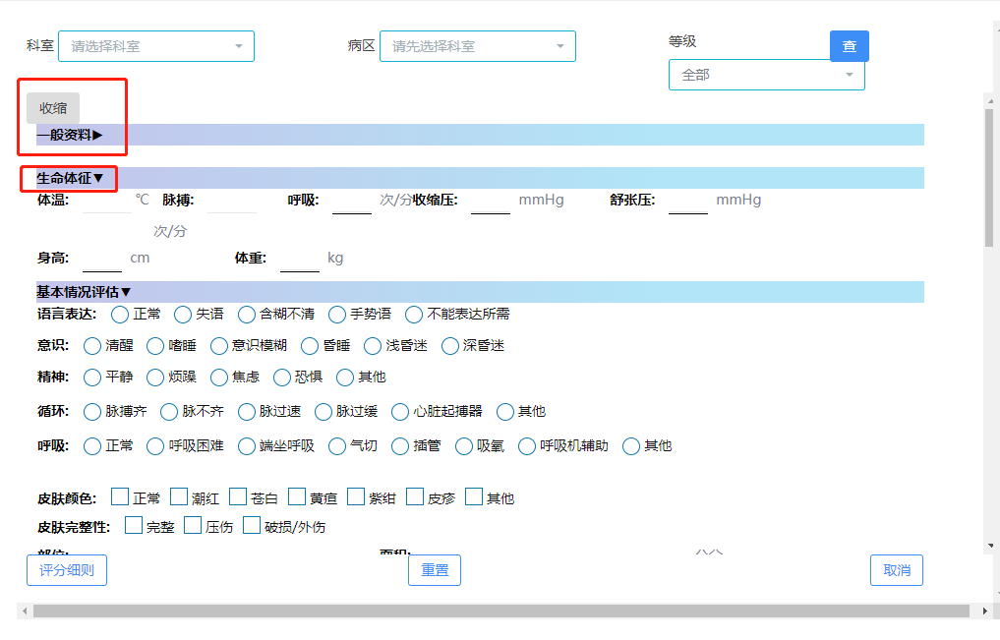 科室 请选择科室 病区 请先选择科室 等级 查
全部
收缩
一般资料▶
生命体征▼
体温: ℃ 脉搏: 呼吸: 次/分收缩压: mmHg 舒张压: mmHg
次/分
身高: cm 体重: kg
基本情况评估▼
语言表达: 正常 失语 含糊不清 手势语 不能表达所需
意识: 清醒 嗜睡 意识模糊 昏睡 浅昏迷 深昏迷
精神: 平静 烦躁 焦虑 恐惧 其他
循环: 脉搏齐 脉不齐 脉过速 脉过缓 心脏起搏器 其他
呼吸: 正常 呼吸困难 端坐呼吸 气切 插管 吸氧 呼吸机辅助 其他
皮肤颜色: 正常 潮红 苍白 黄疸 紫绀 皮疹 其他
皮肤完整性: 完整 压伤 破损/外伤
部位: 面积:
评分细则 重置 取消